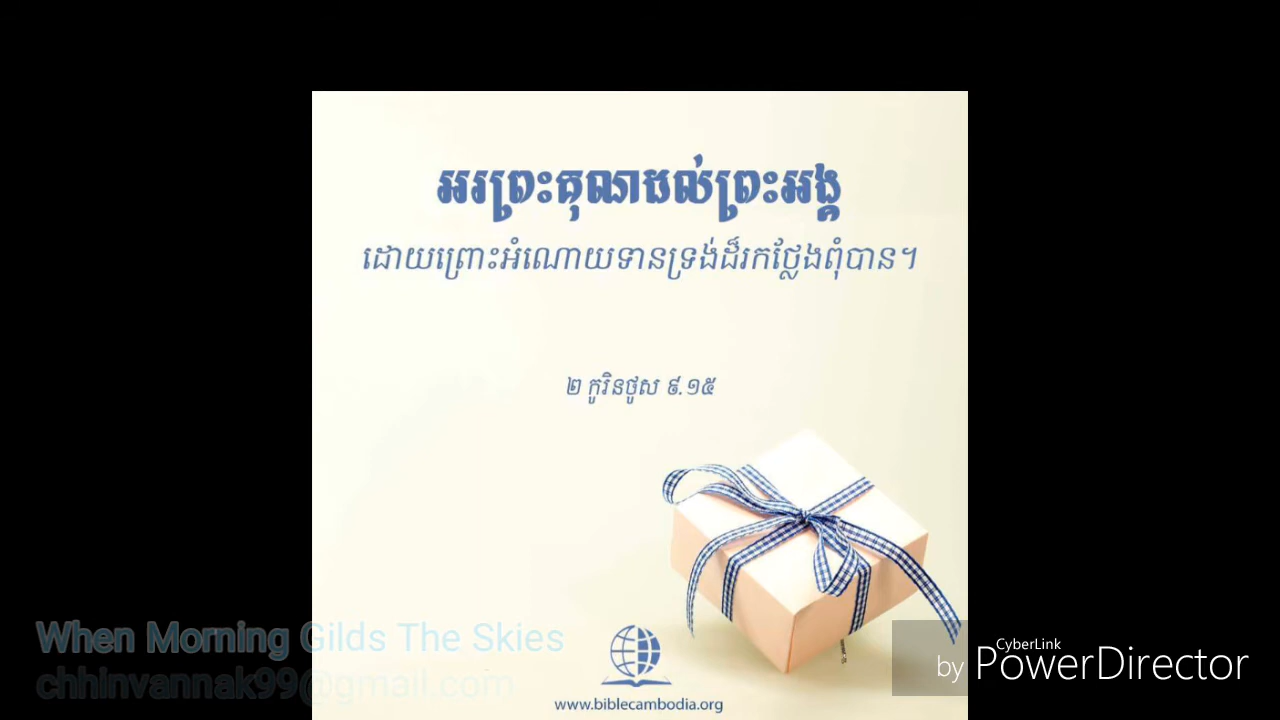 អរព្រះគុណដល់ព្រះអង្គ
ដោយព្រោះអំណោយទានទ្រង់ដ៏រកថ្លែងពុំបាន។
២ កូរិនថូស ៩.១៥
When Morning Gilds The Skies
chhinvannak99@gmail.com
www.biblecambodia.org
CyberLink
by PowerDirector